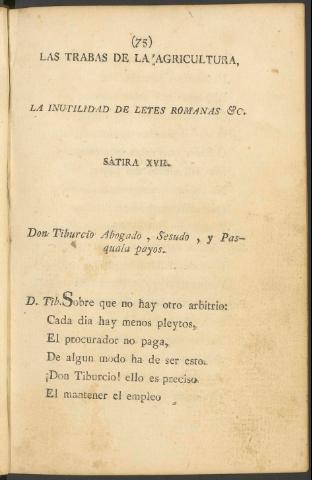 (75)
LAS TRABAS DE LA AGRICULTURA,
LA INUTILIDAD DE LETES ROMANAS &c.
SÁTIRA XVII.
Don Tiburcio Abogado, Sesudo, y Pas-
quala payos.
D. Tib. Sobre que no hay otro arbitrio:
Cada dia hay menos pleytos,
El procurador no paga,
De algun modo ha de ser esto.
¡Don Tiburcio! ello es preciso
El mantener el empleo